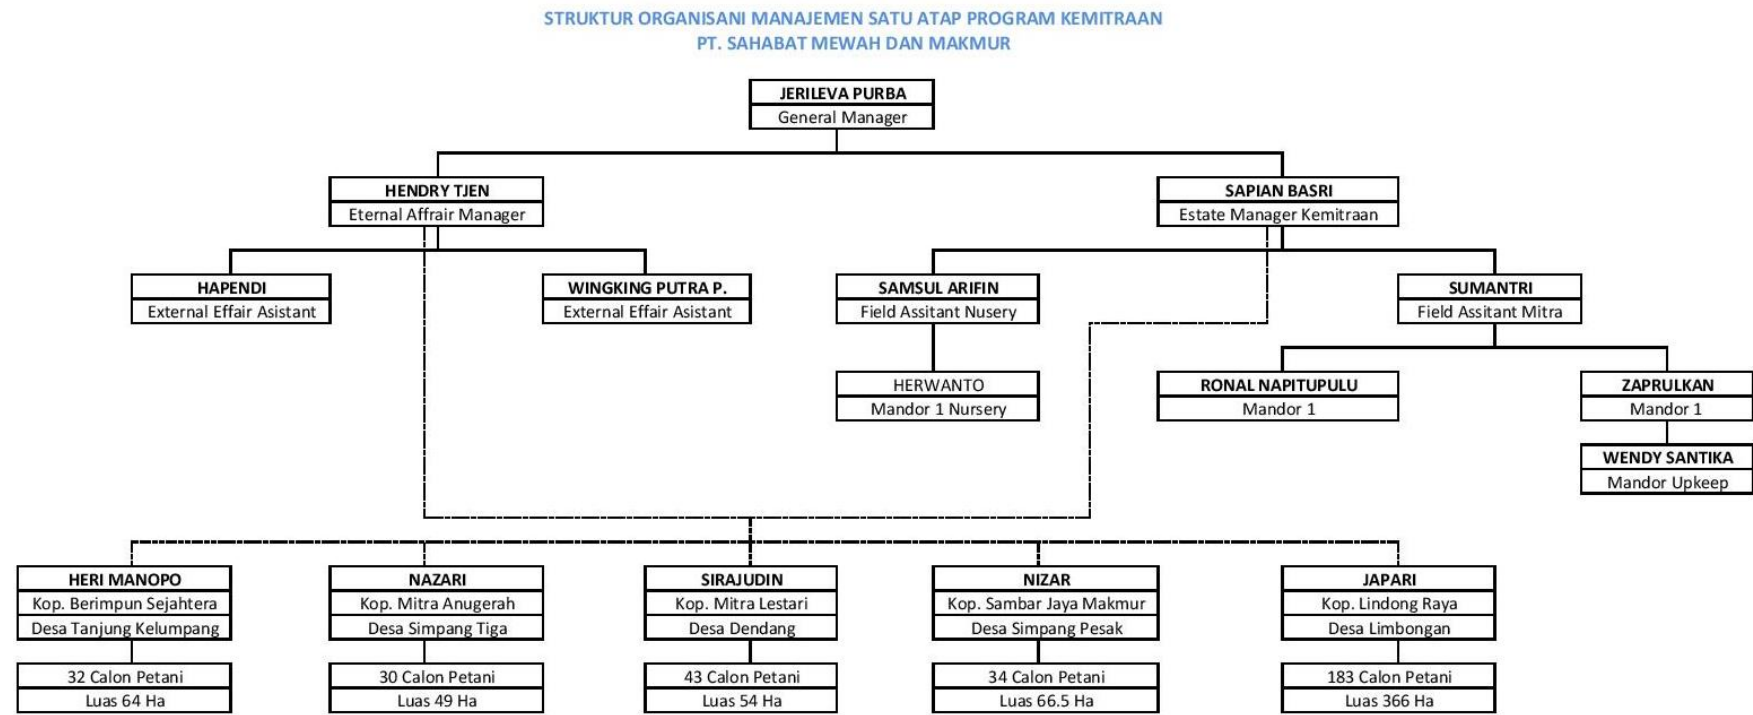 STRUKTUR ORGANISANI MANAJEMEN SATU ATAP PROGRAM KEMITRAAN
PT. SAHABAT MEWAH DAN MAKMUR
JERILEVA PURBA
General Manager
HENDRY TJEN
Eternal Affrair Manager
SAPIAN BASRI
Estate Manager Kemitraan
HAPENDI
External Effair Asistant
WINGKING PUTRA P.
External Effair Asistant
SAMSUL ARIFIN
Field Assitant Nusery
SUMANTRI
Field Assitant Mitra
HERWANTO
Mandor 1 Nursery
RONAL NAPITUPULU
Mandor 1
ZAPRULKAN
Mandor 1
WENDY SANTIKA
Mandor Upkeep
HERI MANOPO
Kop. Berimpun Sejahtera
Desa Tanjung Kelumpang
32 Calon Petani
Luas 64 Ha
NAZARI
Kop. Mitra Anugerah
Desa Simpang Tiga
30 Calon Petani
Luas 49 Ha
SIRAJUDIN
Kop. Mitra Lestari
Desa Dendang
43 Calon Petani
Luas 54 Ha
NIZAR
Kop. Sambar Jaya Makmur
Desa Simpang Pesak
34 Calon Petani
Luas 66.5 Ha
JAPARI
Kop. Lindong Raya
Desa Limbongan
183 Calon Petani
Luas 366 Ha